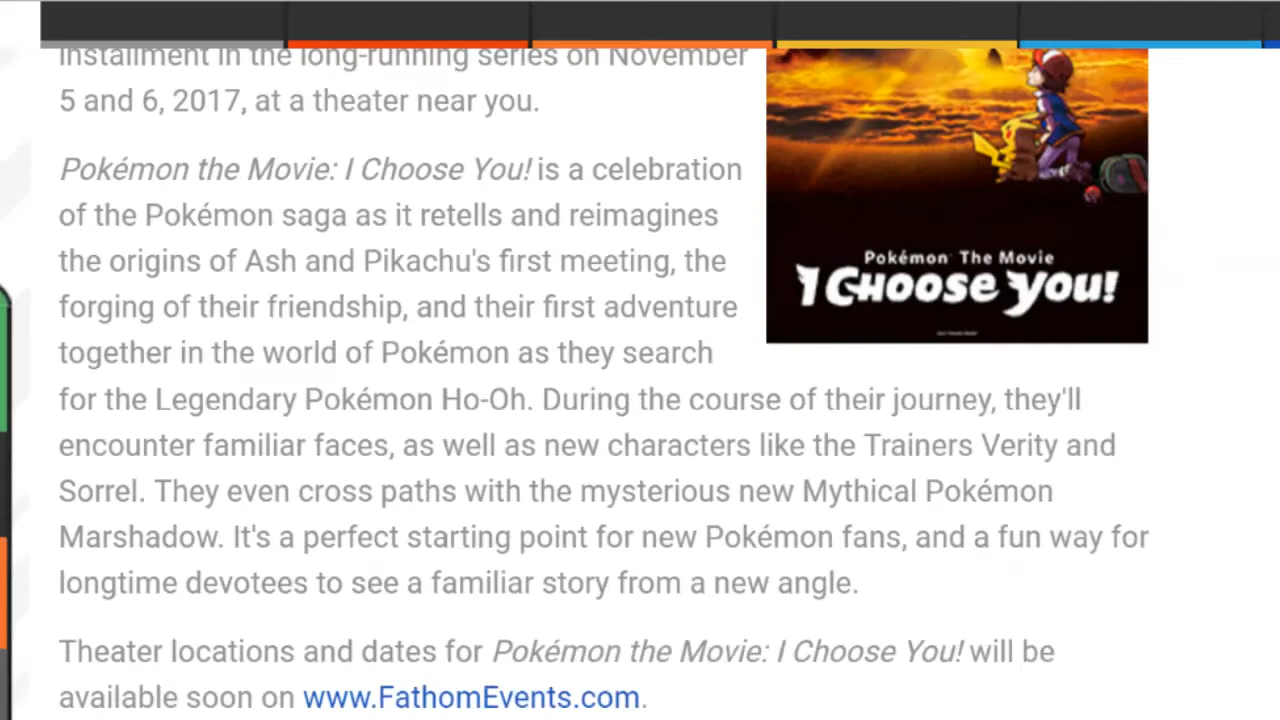 installment in the long-running series on November
5 and 6, 2017, at a theater near you.
Pokémon the Movie: I Choose You! is a celebration
of the Pokémon saga as it retells and reimagines
the origins of Ash and Pikachu's first meeting, the
forging of their friendship, and their first adventure
together in the world of Pokémon as they search
for the Legendary Pokémon Ho-Oh. During the course of their journey, they'll
encounter familiar faces, as well as new characters like the Trainers Verity and
Sorrel. They even cross paths with the mysterious new Mythical Pokémon
Marshadow. It's a perfect starting point for new Pokémon fans, and a fun way for
longtime devotees to see a familiar story from a new angle.
Theater locations and dates for Pokémon the Movie: I Choose You! will be
available soon on www.FathomEvents.com.
Pokémon The Movie
I Choose You!